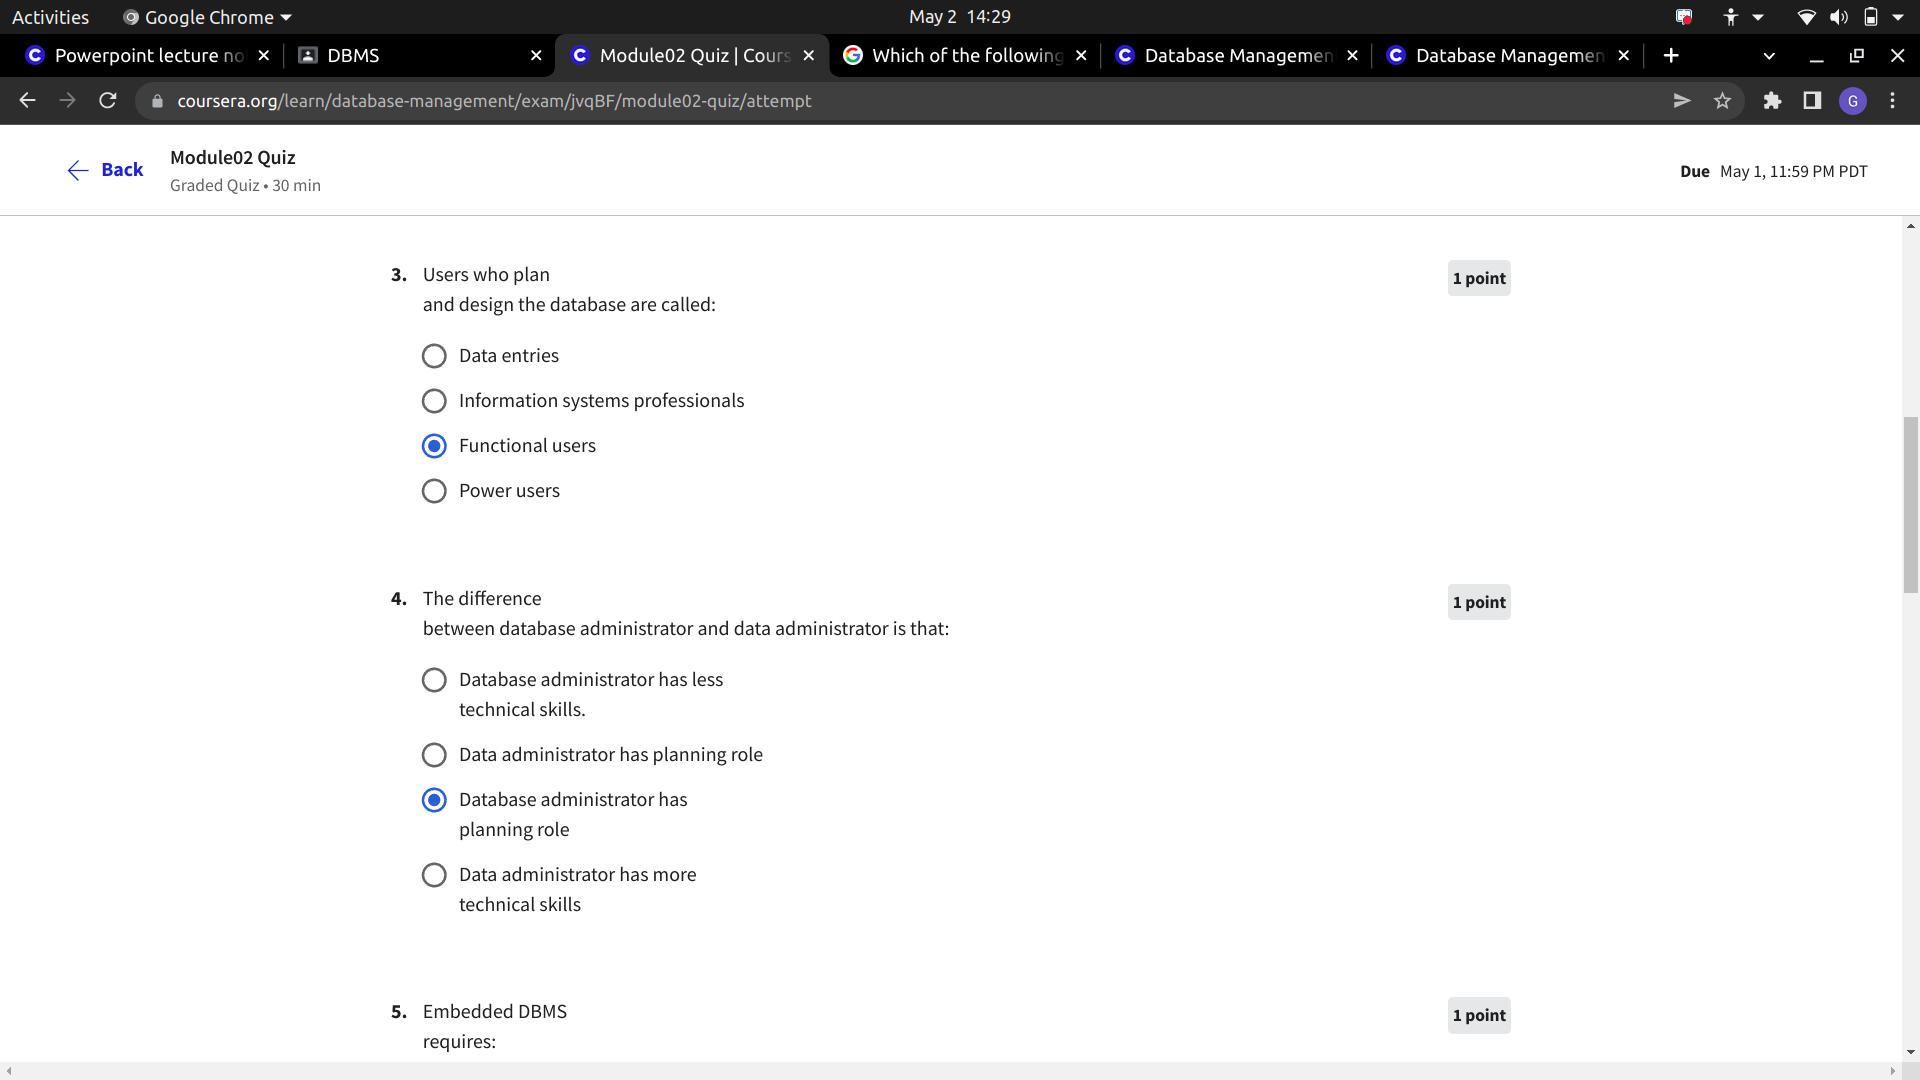 Activities
Google Chrome
May 2 14:29
Powerpoint lecture no
DBMS
Module02 Quiz | Cours
Which of the following
Database Managemen
Database Managemen
coursera.org/learn/database-management/exam/jvqBF/module02-quiz/attempt
G
Back
Module02 Quiz
Graded Quiz • 30 min
Due May 1, 11:59 PM PDT
3. Users who plan
and design the database are called:
1 point
Data entries
Information systems professionals
Functional users
Power users
4. The difference
between database administrator and data administrator is that:
1 point
Database administrator has less
technical skills.
Data administrator has planning role
Database administrator has
planning role
Data administrator has more
technical skills
5. Embedded DBMS
requires:
1 point